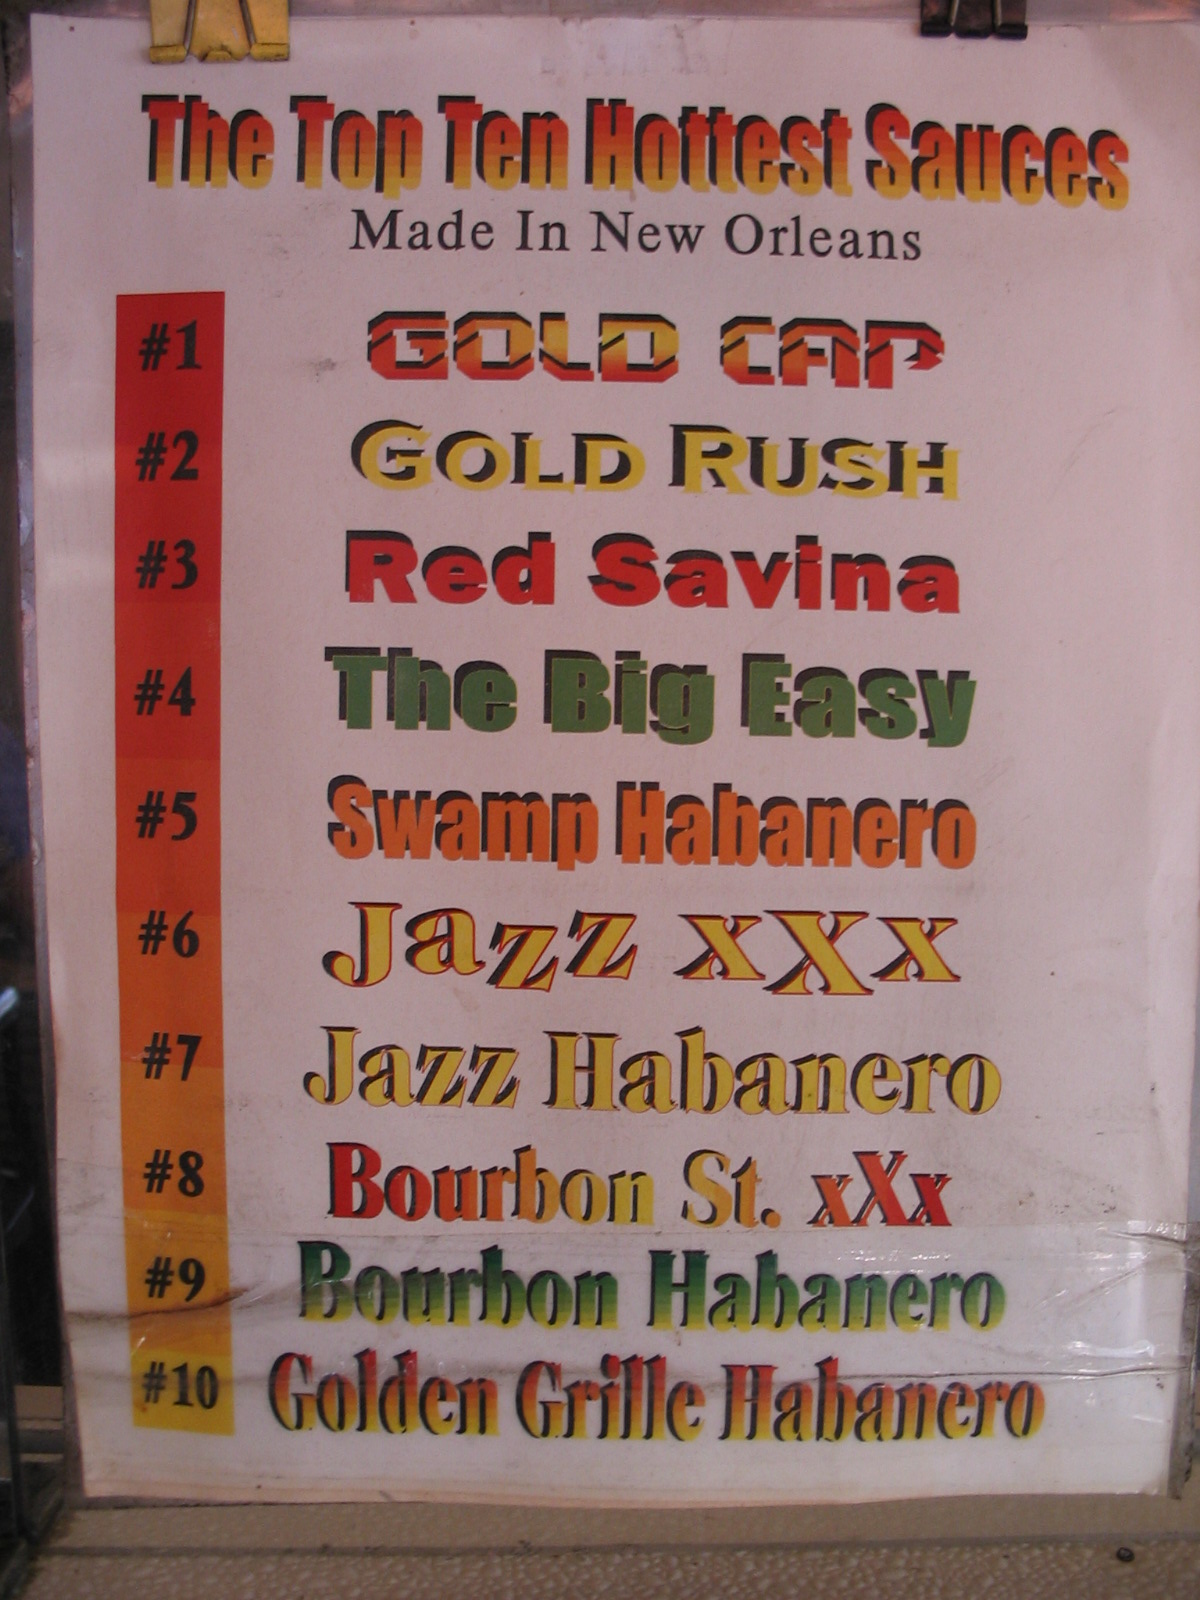 The Top Ten Hottest Sauces
Made In New Orleans
#1 GOLD CAP
#2 GOLD RUSH
#3 Red Savina
#4 The Big Easy
#5 Swamp Habanero
#6 Jazz xXx
#7 Jazz Habanero
#8 Bourbon St. xXx
#9 Bourbon Habanero
#10 Golden Grille Habanero